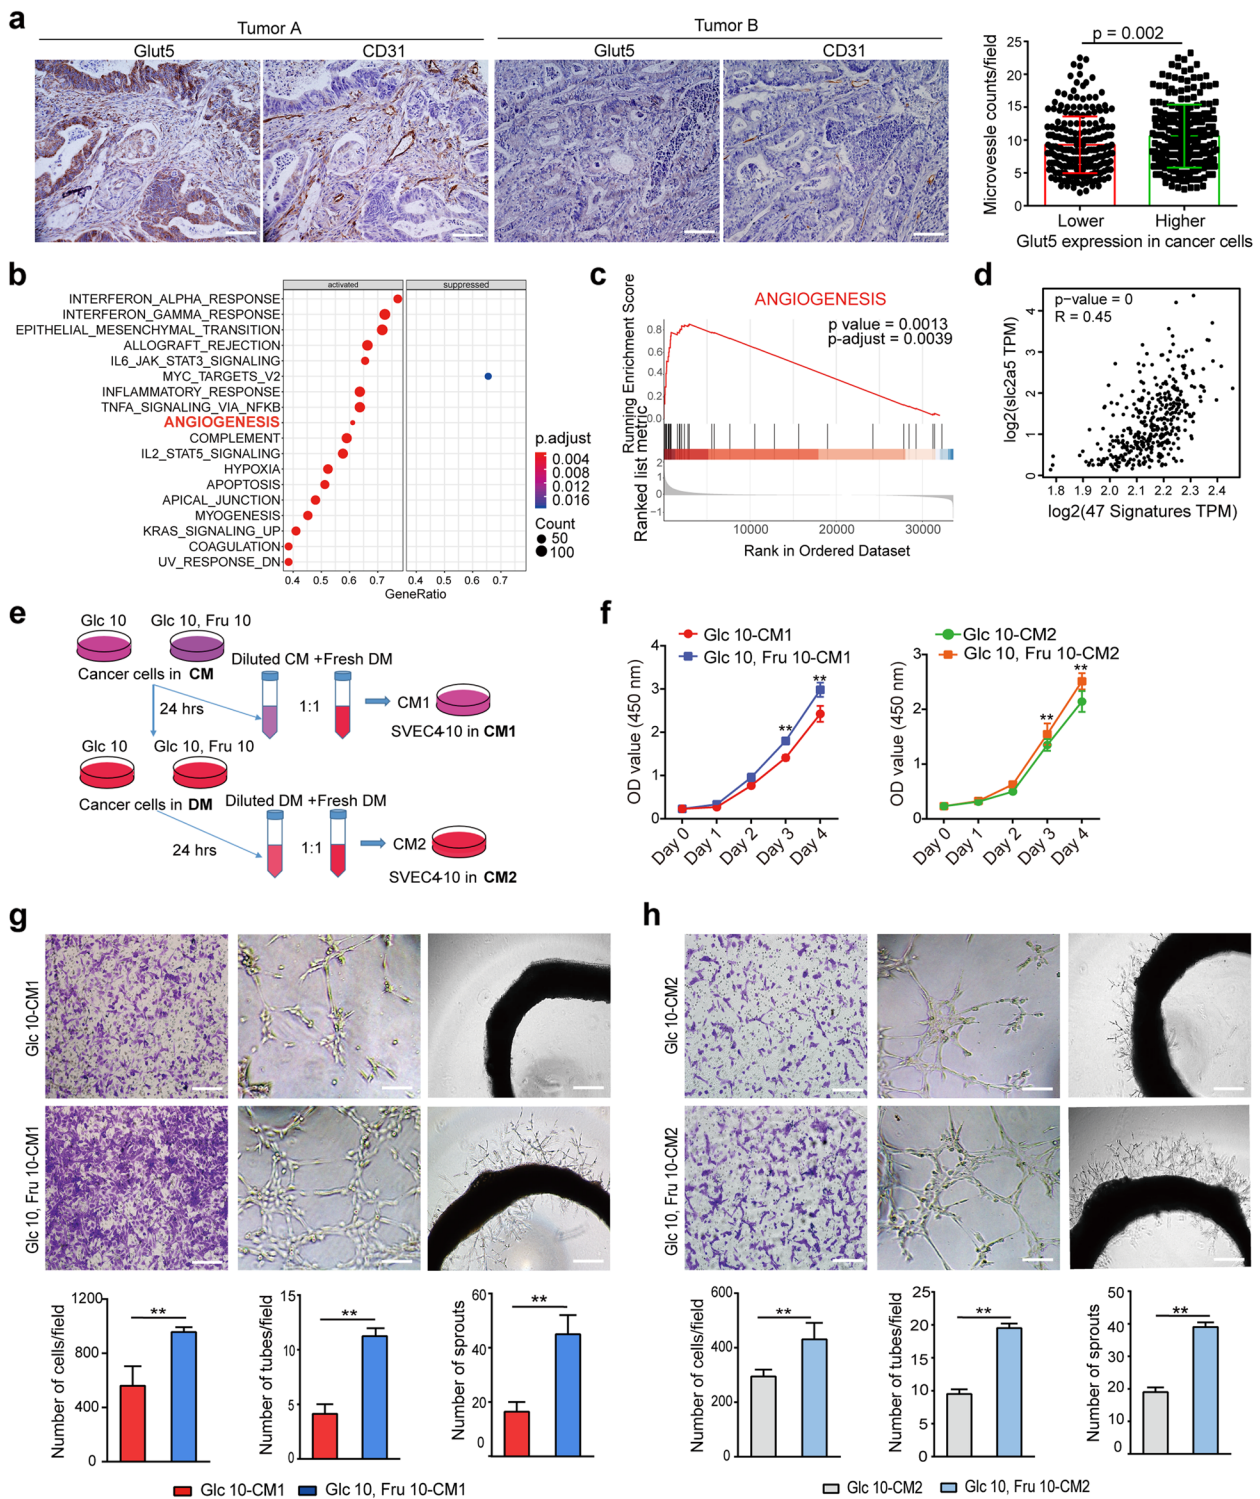 a
Tumor A
Tumor B
Glut5
CD31
Glut5
CD31
Microvessle counts/field
25
20
15
10
5
0
p = 0.002
Lower
Higher
Glut5 expression in cancer cells
b
activated
suppressed
INTERFERON_ALPHA_RESPONSE
INTERFERON_GAMMA_RESPONSE
EPITHELIAL_MESENCHYMAL_TRANSITION
ALLOGRAFT_REJECTION
IL6_JAK_STAT3_SIGNALING
MYC_TARGETS_V2
INFLAMMATORY_RESPONSE
TNFA_SIGNALING_VIA_NFKB
ANGIOGENESIS
COMPLEMENT
IL2_STAT5_SIGNALING
HYPOXIA
APOPTOSIS
APICAL_JUNCTION
MYOGENESIS
KRAS_SIGNALING_UP
COAGULATION
UV_RESPONSE_DN
0.4 0.5 0.6 0.7
0.4 0.5 0.6 0.7
GeneRatio
p.adjust
0.004
0.008
0.012
0.016
Count
50
100
c
ANGIOGENESIS
p value = 0.0013
p-adjust = 0.0039
Running Enrichment Score
0.8
0.6
0.4
0.2
0.0
Ranked list metric
2
1
0
−1
10000 20000 30000
Rank in Ordered Dataset
d
p−value = 0
R = 0.45
log2(slc2a5 TPM)
4
3
2
1
0
1.8 1.9 2.0 2.1 2.2 2.3 2.4
log2(47 Signatures TPM)
e
Glc 10
Glc 10, Fru 10
Cancer cells in CM
Diluted CM +Fresh DM
24 hrs
1:1
CM1
SVEC4-10 in CM1
Glc 10
Glc 10, Fru 10
Cancer cells in DM
Diluted DM +Fresh DM
24 hrs
1:1
CM2
SVEC4-10 in CM2
f
Glc 10-CM1
Glc 10, Fru 10-CM1
OD value (450 nm)
4
3
2
1
0
**
**
Day 0
Day 1
Day 2
Day 3
Day 4
Glc 10-CM2
Glc 10, Fru 10-CM2
OD value (450 nm)
3
2
1
0
**
**
Day 0
Day 1
Day 2
Day 3
Day 4
g
Glc 10-CM1
Glc 10, Fru 10-CM1
Number of cells/field
1200
800
400
0
**
Number of tubes/field
15
10
5
0
**
Number of sprouts
60
40
20
0
**
Glc 10-CM1
Glc 10, Fru 10-CM1
h
Glc 10-CM2
Glc 10, Fru 10-CM2
Number of cells/field
600
400
200
0
**
Number of tubes/field
25
20
15
10
5
0
**
Number of sprouts
50
40
30
20
10
0
**
Glc 10-CM2
Glc 10, Fru 10-CM2